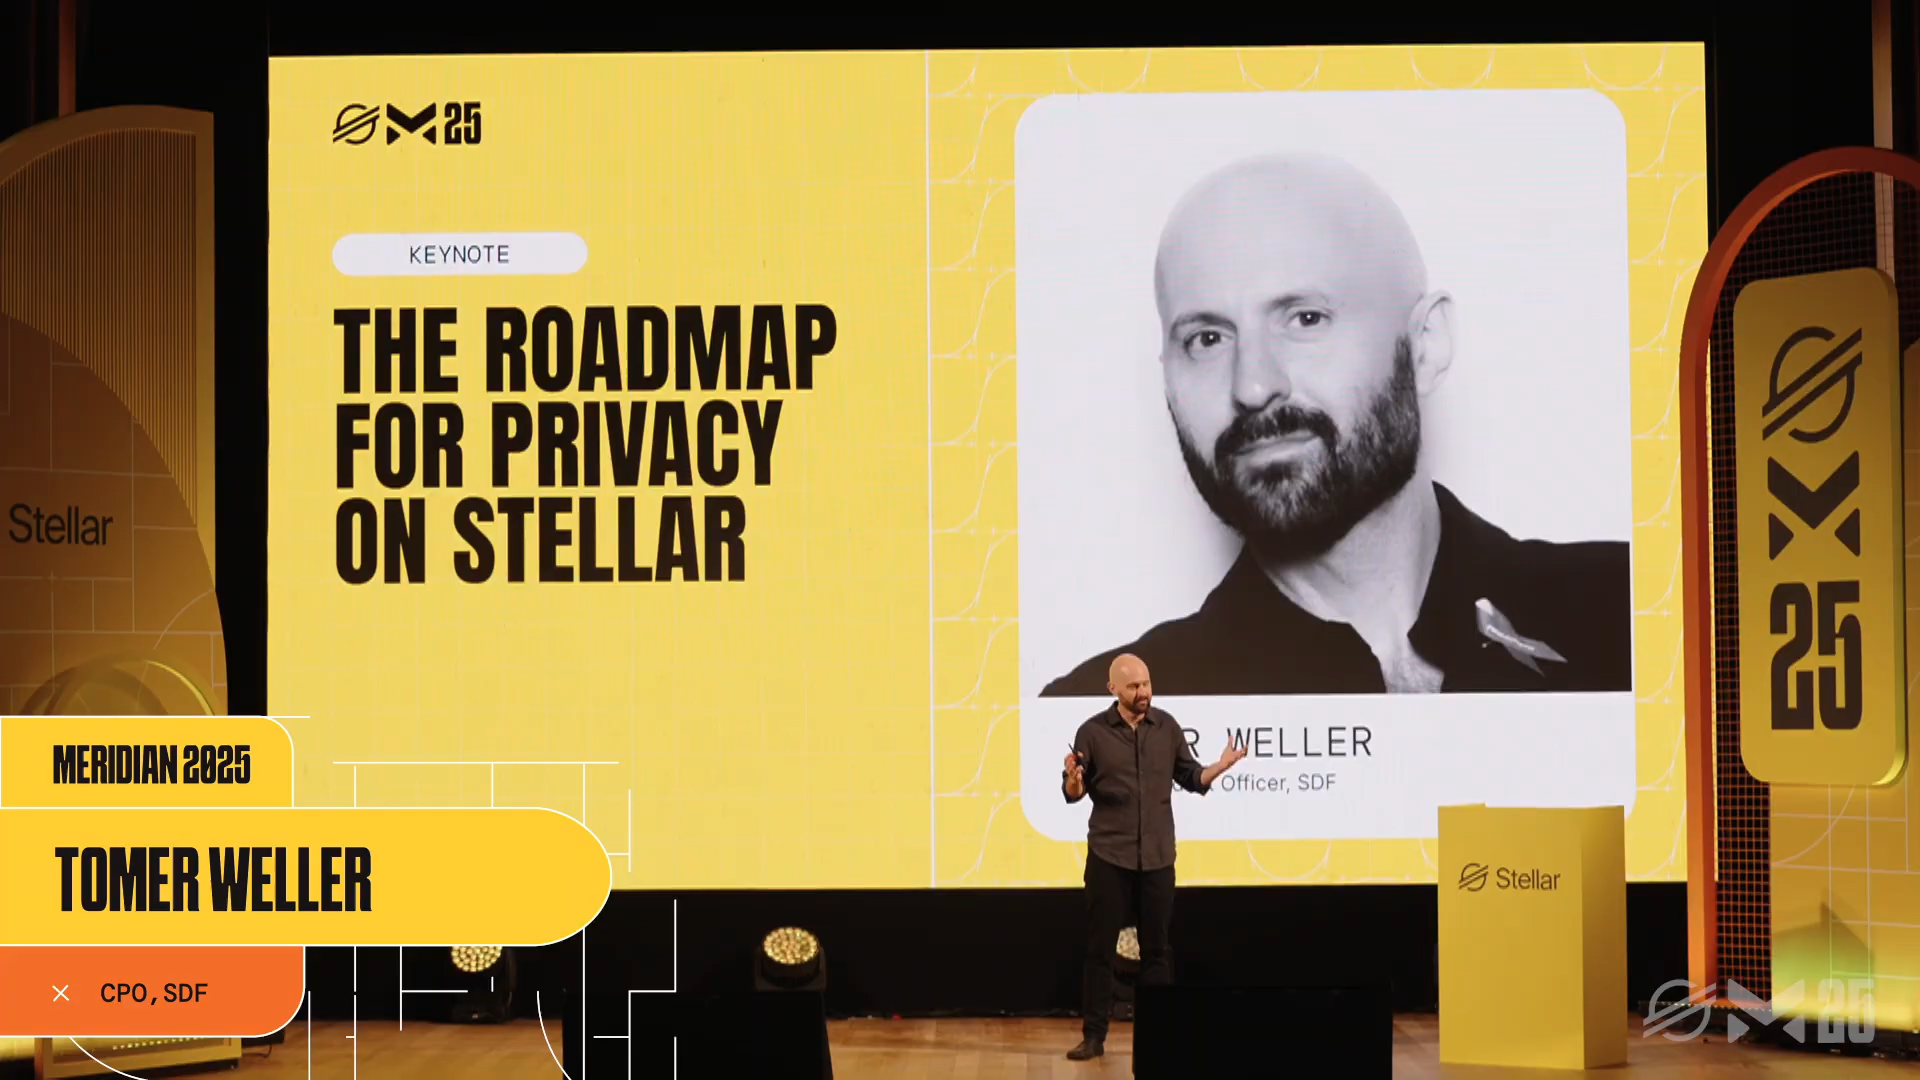 25
KEYNOTE
THE ROADMAP
FOR PRIVACY
ON STELLAR
R WELLER
Officer, SDF
Stellar
25
Stellar
MERIDIAN 2025
TOMER WELLER
× CPO, SDF
25